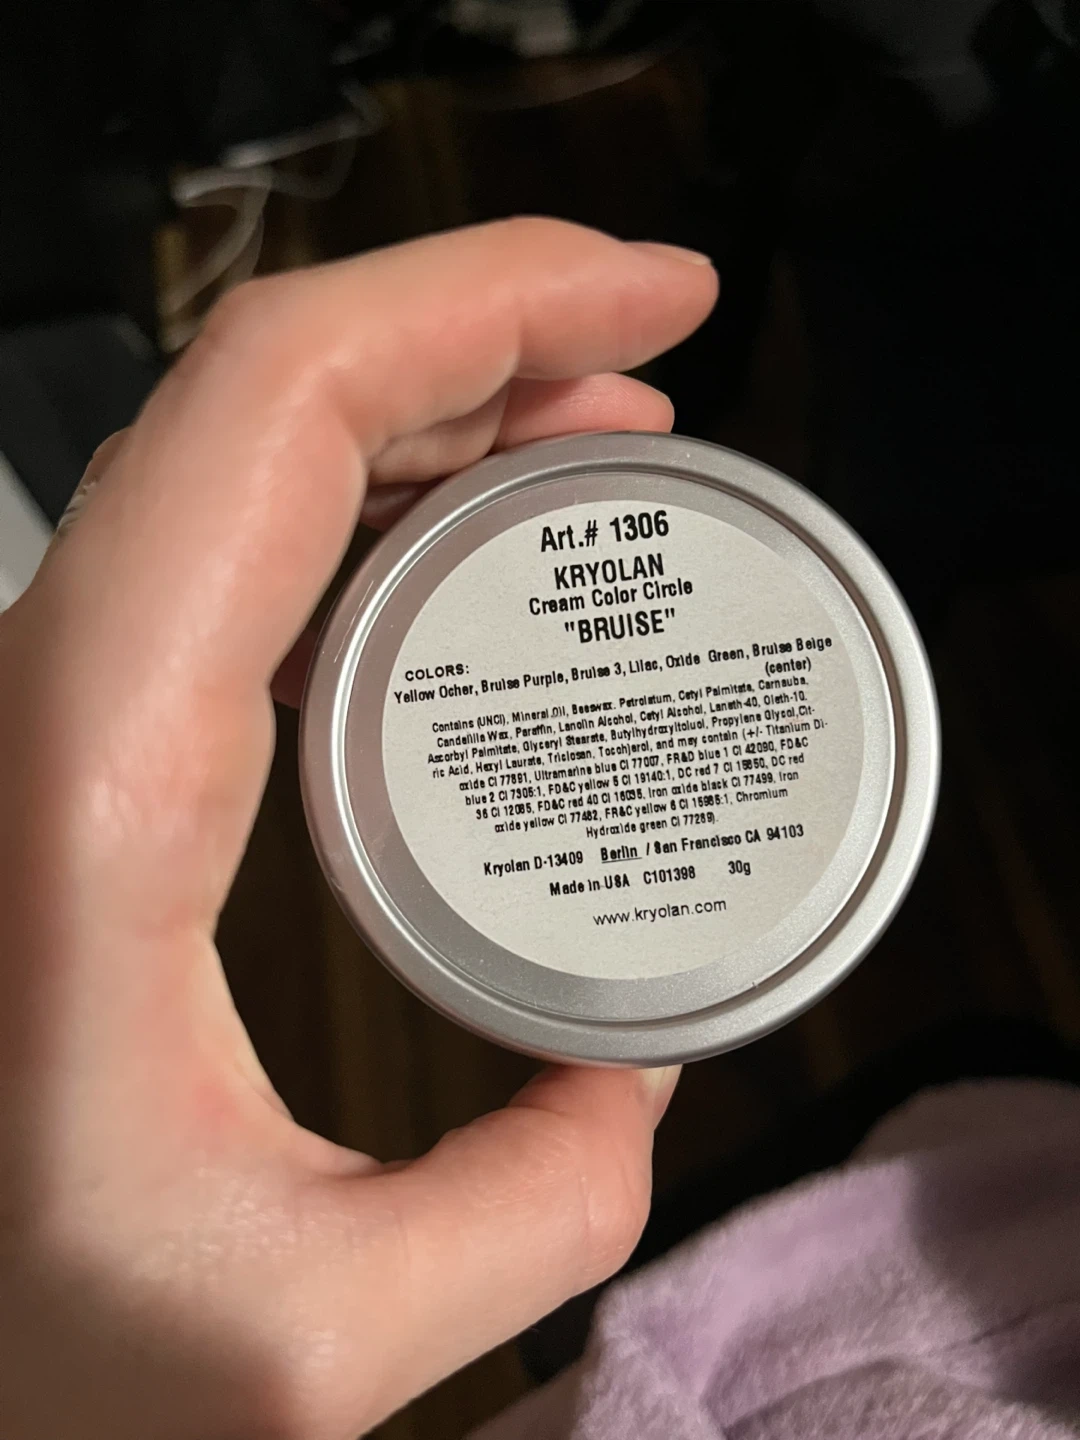 Art.# 1306
KRYOLAN
Cream Color Circle
"BRUISE"
COLORS:
Yellow Ocher, Bruise Purple, Bruise 3, Lilac, Oxide Green, Bruise Beige
(center)
Contains (UNCI), Mineral Oil, Beeswax. Petrolatum, Cetyl Palmitate, Carnauba,
Candelilla Wax, Paraffin, Lanolin Alcohol, Cetyl Alcohol, Laneth-40, Oleth-10.
Ascorbyl Palmitate, Glyceryl Stearate, Butylhydroxyltoluol, Propylene Glycol,Cit-
ric Acid, Hexyl Laurate, Triclosan, and may contain (+/- Titanium Di-
oxide CI 77891, Ultramarine blue CI 77007, FR&D blue 1 CI 42090, FD&C
blue 2 CI 7305:1, FD&C yellow 5 CI 19140:1, DC red 7 CI 15850, DC red
36 CI 12085, FD&C red 40 CI 16035, Iron oxide black CI 77499, Iron
oxide yellow CI 77492, FR&C yellow 6 CI 15985:1, Chromium
Hydroxide green CI 77289).
Kryolan D-13409 Berlin / San Francisco CA 94103
Made in USA C101398 30g
www.kryolan.com